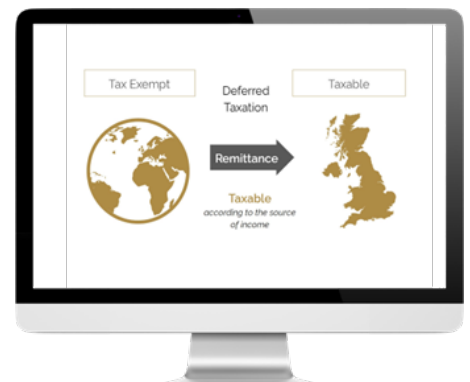 Tax Exempt
Deferred
Taxation
Taxable
Remittance
Taxable
according to the source
of income